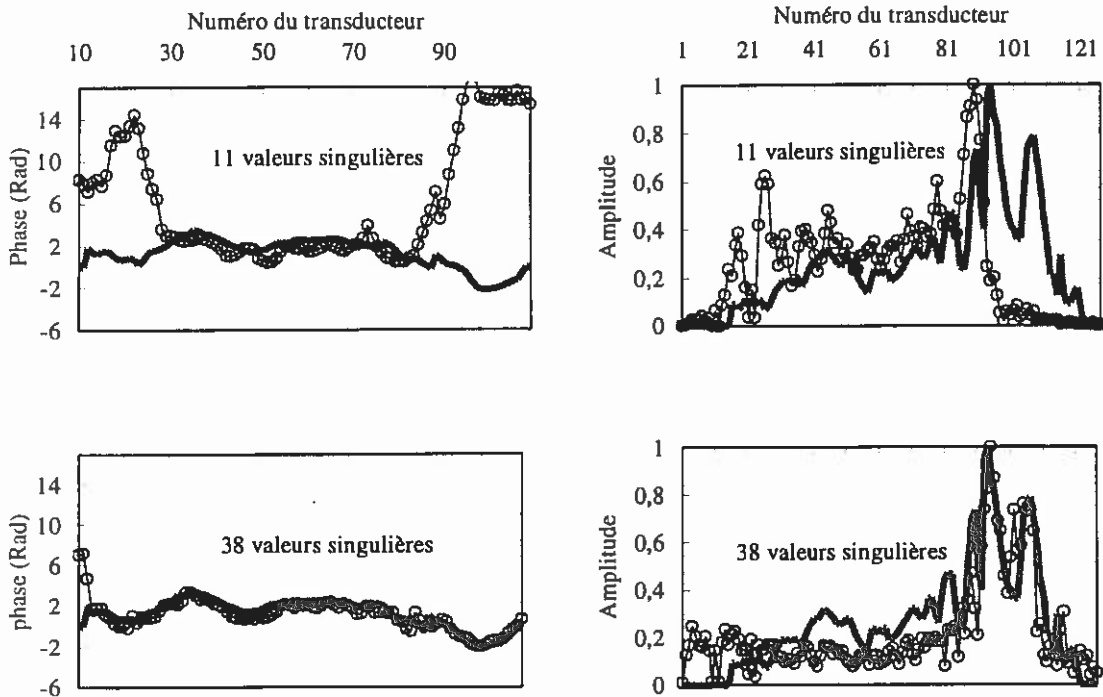 Numéro du transducteur
10 30 50 70 90
Phase (Rad)
14
10
6
2
-2
-6
11 valeurs singulières
Numéro du transducteur
1 21 41 61 81 101 121
Amplitude
1
0,8
0,6
0,4
0,2
0
11 valeurs singulières
phase (Rad)
14
10
6
2
-2
-6
38 valeurs singulières
Amplitude
1
0,8
0,6
0,4
0,2
0
38 valeurs singulières